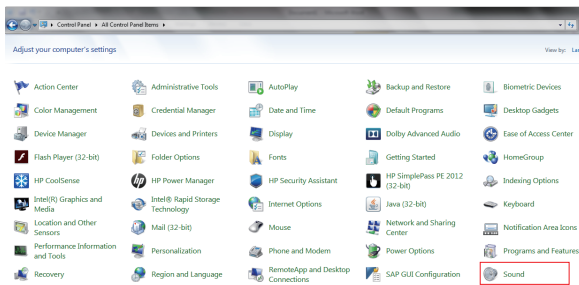 Control Panel ▸ All Control Panel Items ▸
Adjust your computer's settings
View by:
Action Center
Administrative Tools
AutoPlay
Backup and Restore
Biometric Devices
Color Management
Credential Manager
Date and Time
Default Programs
Desktop Gadgets
Device Manager
Devices and Printers
Display
Dolby Advanced Audio
Ease of Access Center
Flash Player (32-bit)
Folder Options
Fonts
Getting Started
HomeGroup
HP CoolSense
HP Power Manager
HP Security Assistant
HP SimplePass PE 2012
(32-bit)
Indexing Options
Intel(R) Graphics and
Media
Intel® Rapid Storage
Technology
Internet Options
Java (32-bit)
Keyboard
Location and Other
Sensors
Mail (32-bit)
Mouse
Network and Sharing
Center
Notification Area Icons
Performance Information
and Tools
Personalization
Phone and Modem
Power Options
Programs and Features
Recovery
Region and Language
RemoteApp and Desktop
Connections
SAP GUI Configuration
Sound